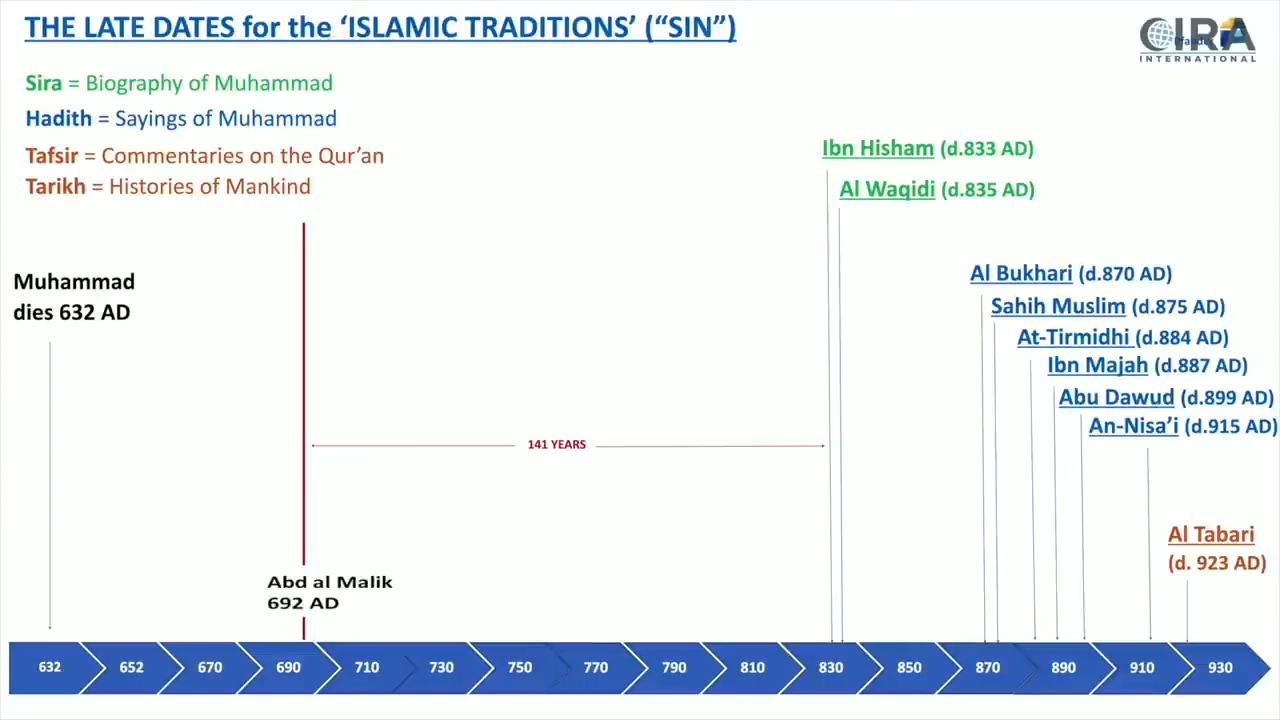 THE LATE DATES for the ‘ISLAMIC TRADITIONS’ (“SIN”)
CIRA
INTERNATIONAL
Sira = Biography of Muhammad
Hadith = Sayings of Muhammad
Tafsir = Commentaries on the Qur’an
Tarikh = Histories of Mankind
Ibn Hisham (d.833 AD)
Al Waqidi (d.835 AD)
Muhammad
dies 632 AD
Al Bukhari (d.870 AD)
Sahih Muslim (d.875 AD)
At-Tirmidhi (d.884 AD)
Ibn Majah (d.887 AD)
Abu Dawud (d.899 AD)
An-Nisa’i (d.915 AD)
141 YEARS
Al Tabari
(d. 923 AD)
Abd al Malik
692 AD
632 652 670 690 710 730 750 770 790 810 830 850 870 890 910 930